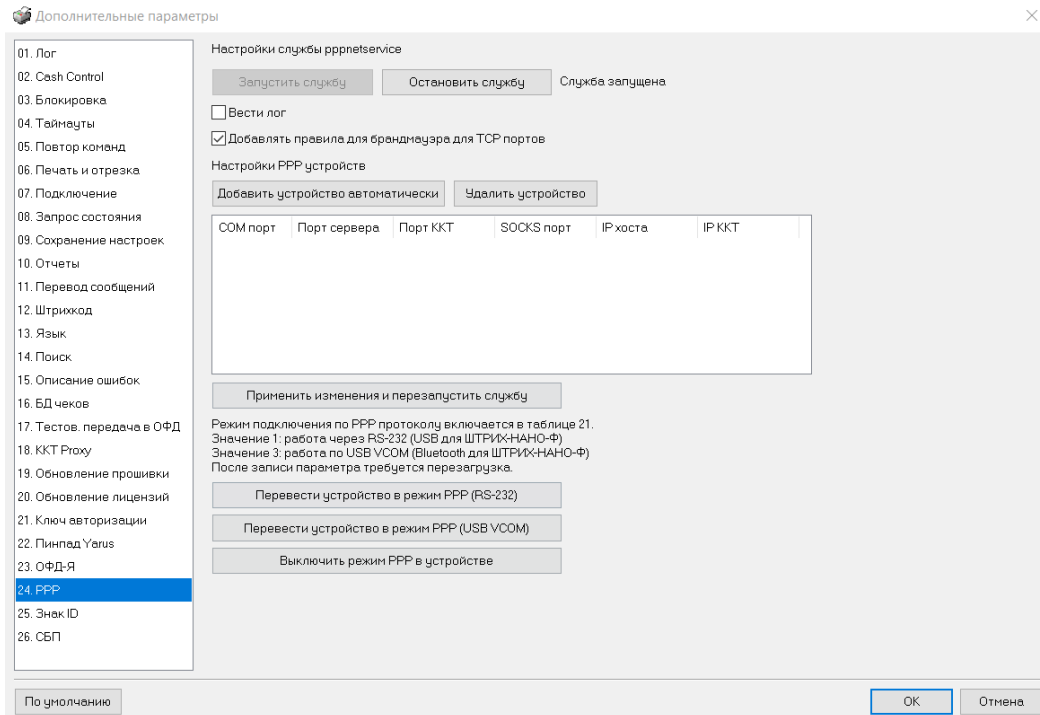 Дополнительные параметры
01. Лог
02. Cash Control
03. Блокировка
04. Таймауты
05. Повтор команд
06. Печать и отрезка
07. Подключение
08. Запрос состояния
09. Сохранение настроек
10. Отчеты
11. Перевод сообщений
12. Штрихкод
13. Язык
14. Поиск
15. Описание ошибок
16. БД чеков
17. Тестов. передача в ОФД
18. ККТ Proxy
19. Обновление прошивки
20. Обновление лицензий
21. Ключ авторизации
22. Пинпад Yarus
23. ОФД-Я
24. PPP
25. Знак ID
26. СБП
Настройки службы pppnetservice
Запустить службу Остановить службу Служба запущена
Вести лог
Добавлять правила для брандмауэра для TCP портов
Настройки PPP устройств
Добавить устройство автоматически Удалить устройство
COM порт Порт сервера Порт ККТ SOCKS порт IP хоста IP ККТ
Применить изменения и перезапустить службу
Режим подключения по PPP протоколу включается в таблице 21.
Значение 1: работа через RS-232 (USB для ШТРИХ-НАНО-Ф)
Значение 3: работа по USB VCOM (Bluetooth для ШТРИХ-НАНО-Ф)
После записи параметра требуется перезагрузка.
Перевести устройство в режим PPP (RS-232)
Перевести устройство в режим PPP (USB VCOM)
Выключить режим PPP в устройстве
По умолчанию OK Отмена